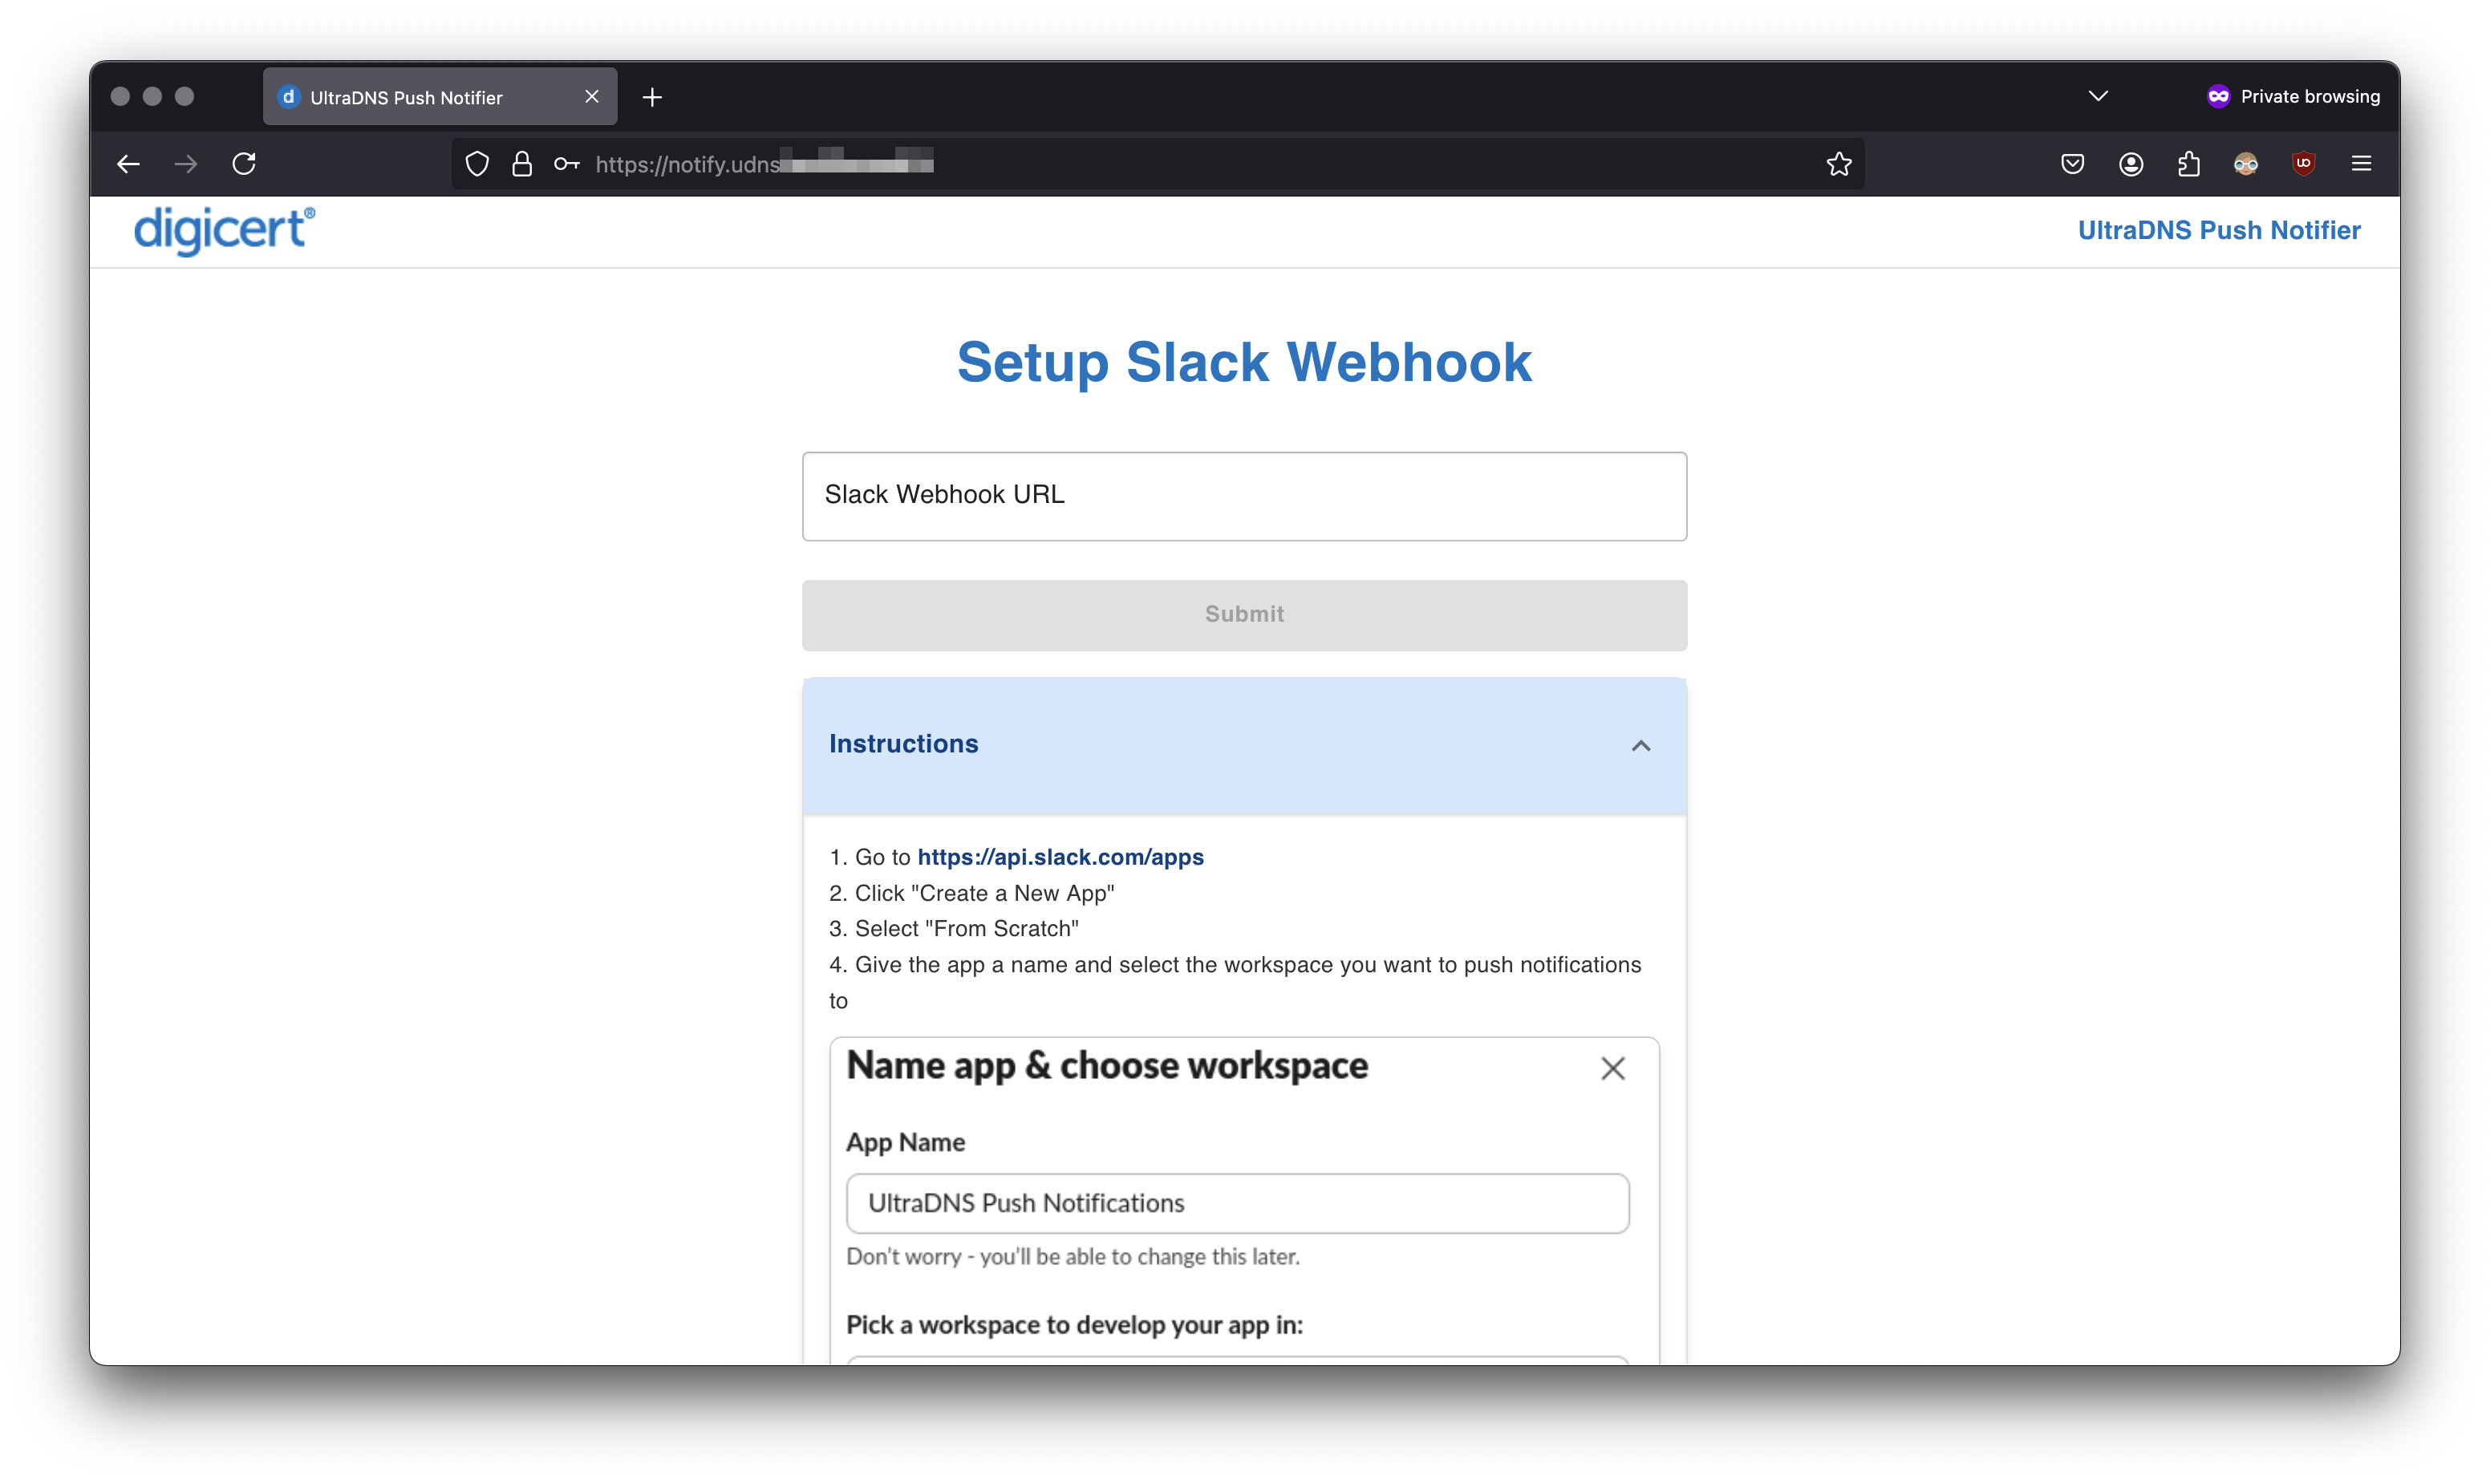 UltraDNS Push Notifier
Private browsing
https://notify.udns
digicert®
UltraDNS Push Notifier
Setup Slack Webhook
Slack Webhook URL
Submit
Instructions
1. Go to https://api.slack.com/apps
2. Click "Create a New App"
3. Select "From Scratch"
4. Give the app a name and select the workspace you want to push notifications
to
Name app & choose workspace
App Name
UltraDNS Push Notifications
Don't worry - you'll be able to change this later.
Pick a workspace to develop your app in: